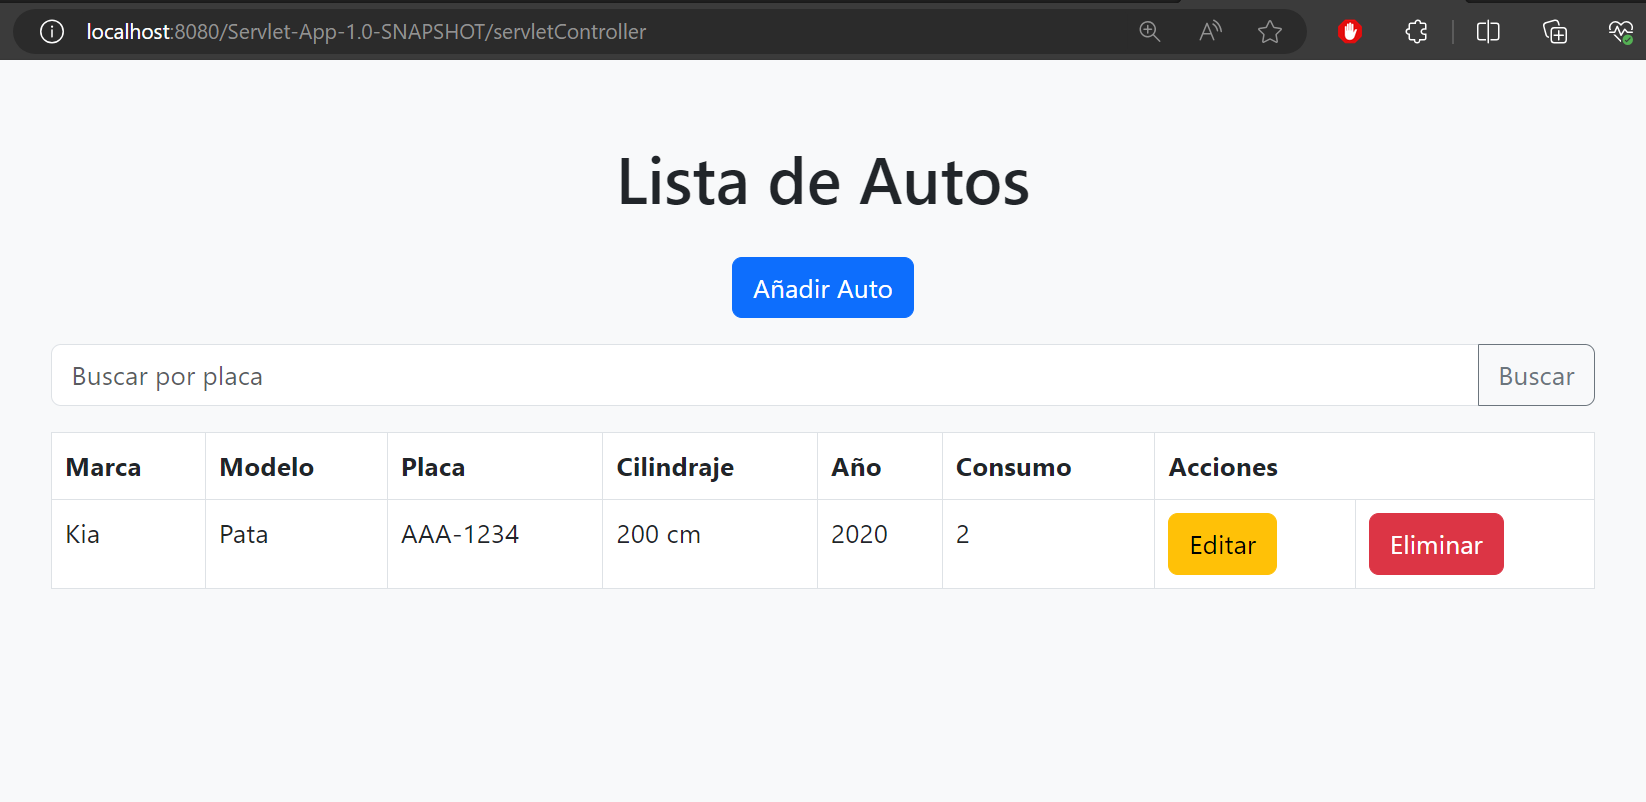 localhost:8080/Servlet-App-1.0-SNAPSHOT/servletController
Lista de Autos
Añadir Auto
Buscar por placa Buscar
Marca Modelo Placa Cilindraje Año Consumo Acciones
Kia Pata AAA-1234 200 cm 2020 2 Editar Eliminar